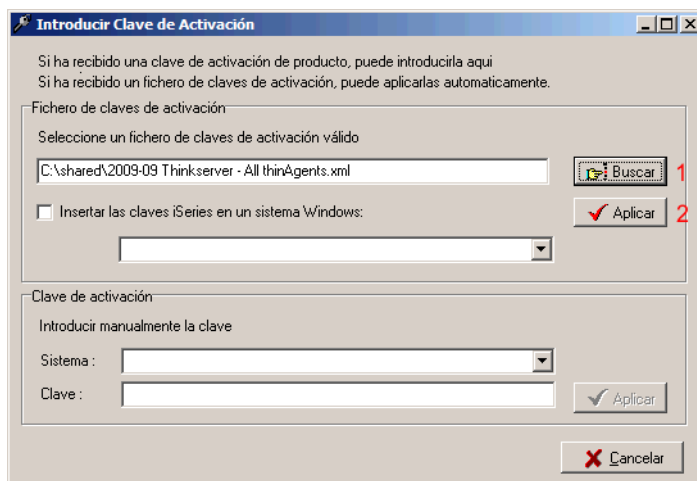 Introducir Clave de Activación
Si ha recibido una clave de activación de producto, puede introducirla aqui
Si ha recibido un fichero de claves de activación, puede aplicarlas automaticamente.
Fichero de claves de activación
Seleccione un fichero de claves de activación válido
C:\shared\2009-09 Thinkserver - All thinAgents.xml
Buscar 1
Insertar las claves iSeries en un sistema Windows:
Aplicar 2
Clave de activación
Introducir manualmente la clave
Sistema :
Clave :
Aplicar
Cancelar